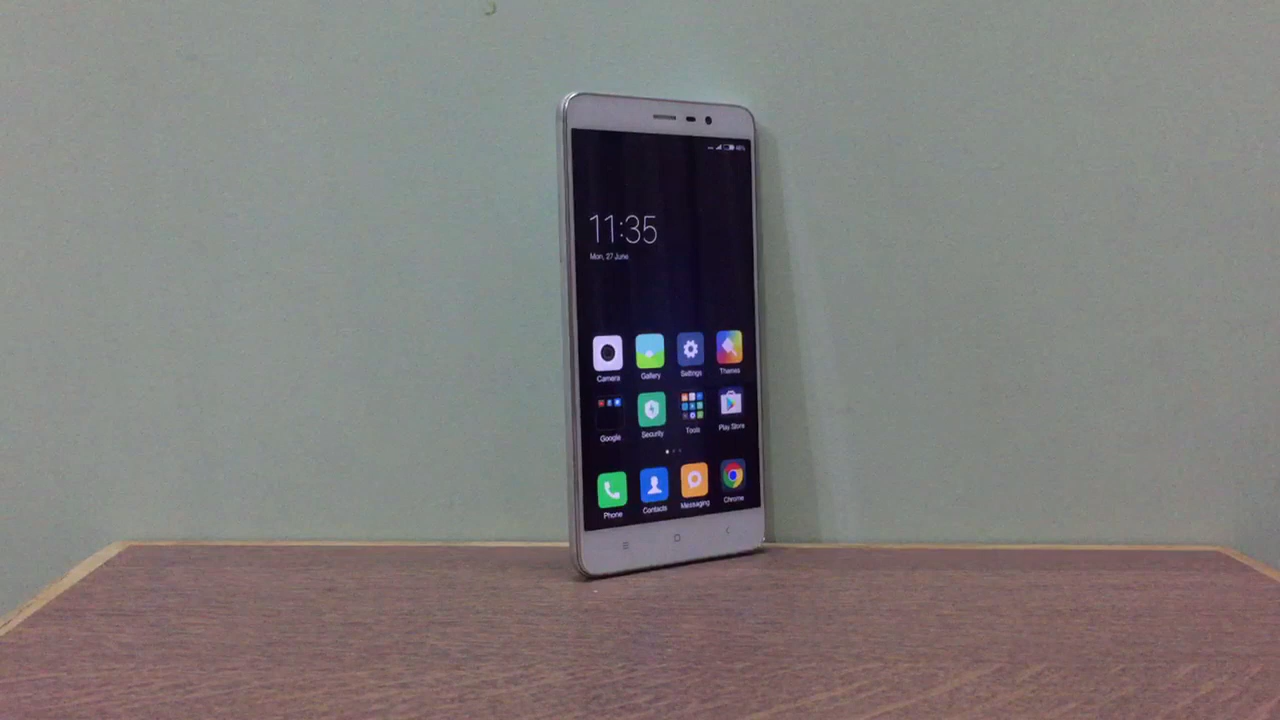 11:35
Mon, 27 June
Camera Gallery Settings Themes
Google Security Tools Play Store
Phone Contacts Messaging Chrome